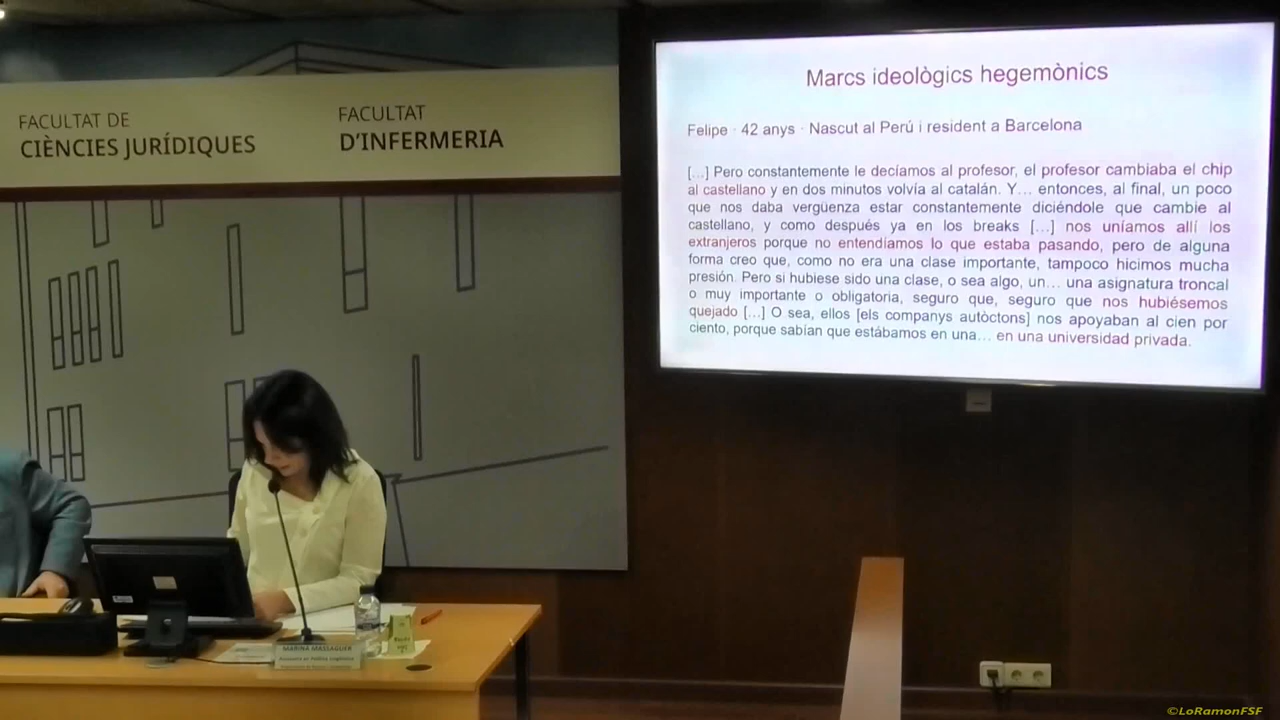 FACULTAT DE
CIÈNCIES JURÍDIQUES
FACULTAT
D'INFERMERIA
Marcs ideològics hegemònics
Felipe · 42 anys · Nascut al Perú i resident a Barcelona
[...] Pero constantemente le decíamos al profesor, el profesor cambiaba el chip
al castellano y en dos minutos volvía al catalán. Y... entonces, al final, un poco
que nos daba vergüenza estar constantemente diciéndole que cambie al
castellano, y como después ya en los breaks [...] nos uníamos allí los
extranjeros porque no entendíamos lo que estaba pasando, pero de alguna
forma creo que, como no era una clase importante, tampoco hicimos mucha
presión. Pero si hubiese sido una clase, o sea algo, un... una asignatura troncal
o muy importante o obligatoria, seguro que, seguro que nos hubiésemos
quejado [...] O sea, ellos [els companys autòctons] nos apoyaban al cien por
ciento, porque sabían que estábamos en una... en una universidad privada.
MARINA MASSAGUER
©LoRamonFSF